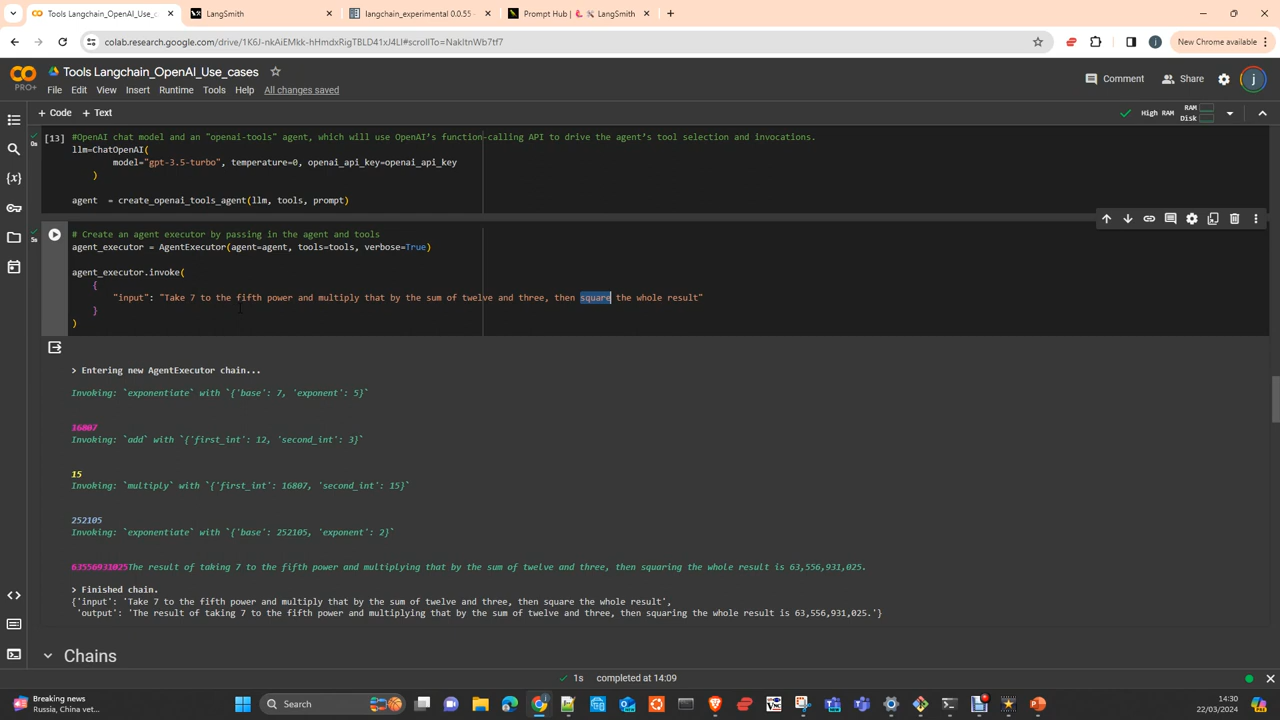 Tools Langchain_OpenAI_Use_c
LangSmith
langchain_experimental 0.0.55
Prompt Hub | LangSmith
colab.research.google.com/drive/1K6J-nkAiEMkk-hHmdxRigTBLD41xJ4LI#scrollTo=NakItnWb7tf7
New Chrome available
CO
PRO+
Tools Langchain_OpenAI_Use_cases
File Edit View Insert Runtime Tools Help All changes saved
Comment
Share
j
+ Code + Text
High RAM
RAM
Disk
[13]
0s
#OpenAI chat model and an "openai-tools" agent, which will use OpenAI’s function-calling API to drive the agent’s tool selection and invocations.
llm=ChatOpenAI(
model="gpt-3.5-turbo", temperature=0, openai_api_key=openai_api_key
)
agent = create_openai_tools_agent(llm, tools, prompt)
5s
# Create an agent executor by passing in the agent and tools
agent_executor = AgentExecutor(agent=agent, tools=tools, verbose=True)
agent_executor.invoke(
{
"input": "Take 7 to the fifth power and multiply that by the sum of twelve and three, then square the whole result"
}
)
> Entering new AgentExecutor chain...
Invoking: `exponentiate` with `{'base': 7, 'exponent': 5}`
16807
Invoking: `add` with `{'first_int': 12, 'second_int': 3}`
15
Invoking: `multiply` with `{'first_int': 16807, 'second_int': 15}`
252105
Invoking: `exponentiate` with `{'base': 252105, 'exponent': 2}`
63556931025The result of taking 7 to the fifth power and multiplying that by the sum of twelve and three, then squaring the whole result is 63,556,931,025.
> Finished chain.
{'input': 'Take 7 to the fifth power and multiply that by the sum of twelve and three, then square the whole result',
'output': 'The result of taking 7 to the fifth power and multiplying that by the sum of twelve and three, then squaring the whole result is 63,556,931,025.'}
Chains
1s completed at 14:09
Breaking news
Russia, China vet...
Search
14:30
22/03/2024